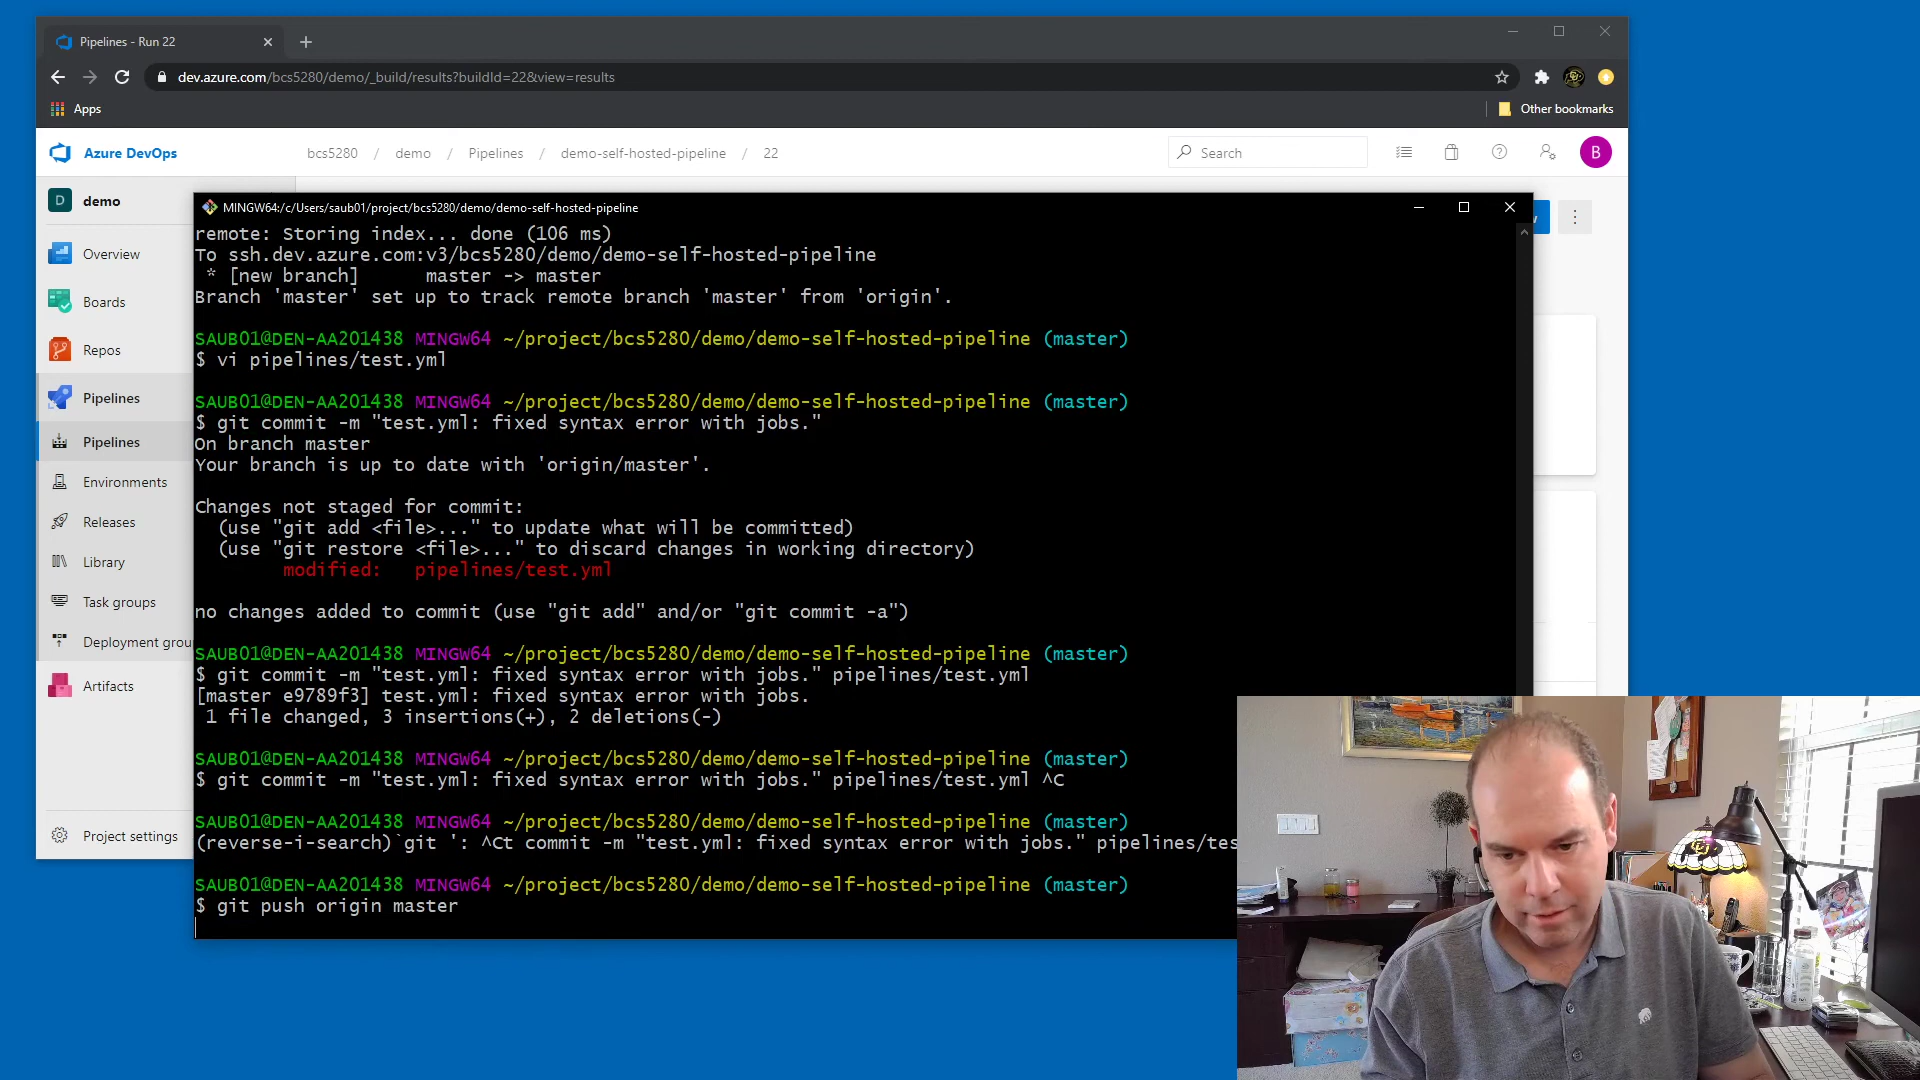 Pipelines - Run 22
dev.azure.com/bcs5280/demo/_build/results?buildId=22&view=results
Apps
Other bookmarks
Azure DevOps
bcs5280 / demo / Pipelines / demo-self-hosted-pipeline / 22
Search
B
D demo
Overview
Boards
Repos
Pipelines
Pipelines
Environments
Releases
Library
Task groups
Deployment grou
Artifacts
Project settings
MINGW64:/c/Users/saub01/project/bcs5280/demo/demo-self-hosted-pipeline
remote: Storing index... done (106 ms)
To ssh.dev.azure.com:v3/bcs5280/demo/demo-self-hosted-pipeline
* [new branch] master -> master
Branch 'master' set up to track remote branch 'master' from 'origin'.
SAUB01@DEN-AA201438 MINGW64 ~/project/bcs5280/demo/demo-self-hosted-pipeline (master)
$ vi pipelines/test.yml
SAUB01@DEN-AA201438 MINGW64 ~/project/bcs5280/demo/demo-self-hosted-pipeline (master)
$ git commit -m "test.yml: fixed syntax error with jobs."
On branch master
Your branch is up to date with 'origin/master'.
Changes not staged for commit:
(use "git add <file>..." to update what will be committed)
(use "git restore <file>..." to discard changes in working directory)
modified: pipelines/test.yml
no changes added to commit (use "git add" and/or "git commit -a")
SAUB01@DEN-AA201438 MINGW64 ~/project/bcs5280/demo/demo-self-hosted-pipeline (master)
$ git commit -m "test.yml: fixed syntax error with jobs." pipelines/test.yml
[master e9789f3] test.yml: fixed syntax error with jobs.
1 file changed, 3 insertions(+), 2 deletions(-)
SAUB01@DEN-AA201438 MINGW64 ~/project/bcs5280/demo/demo-self-hosted-pipeline (master)
$ git commit -m "test.yml: fixed syntax error with jobs." pipelines/test.yml ^C
SAUB01@DEN-AA201438 MINGW64 ~/project/bcs5280/demo/demo-self-hosted-pipeline (master)
(reverse-i-search)`git ': ^Ct commit -m "test.yml: fixed syntax error with jobs." pipelines/tes
SAUB01@DEN-AA201438 MINGW64 ~/project/bcs5280/demo/demo-self-hosted-pipeline (master)
$ git push origin master